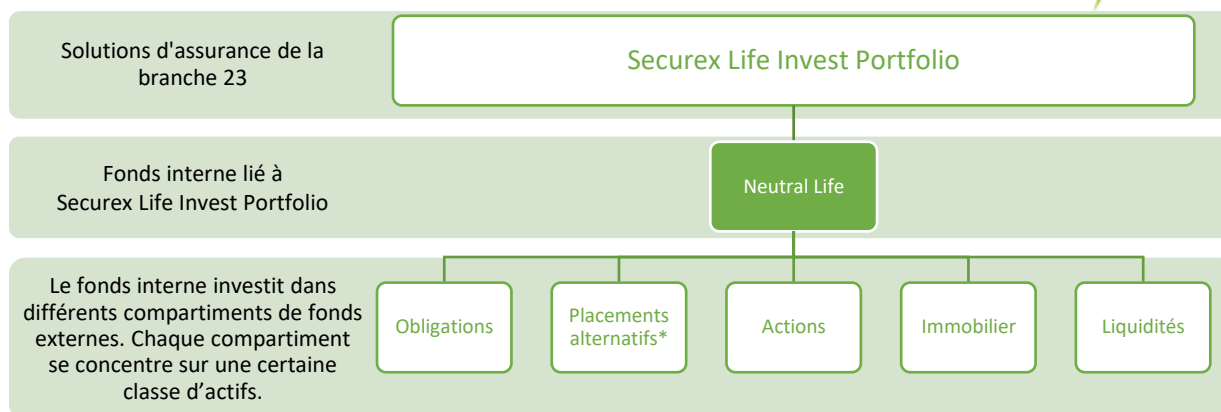 Solutions d'assurance de la
branche 23
Securex Life Invest Portfolio
Fonds interne lié à
Securex Life Invest Portfolio
Neutral Life
Le fonds interne investit dans
différents compartiments de fonds
externes. Chaque compartiment
se concentre sur une certaine
classe d’actifs.
Obligations
Placements
alternatifs*
Actions
Immobilier
Liquidités